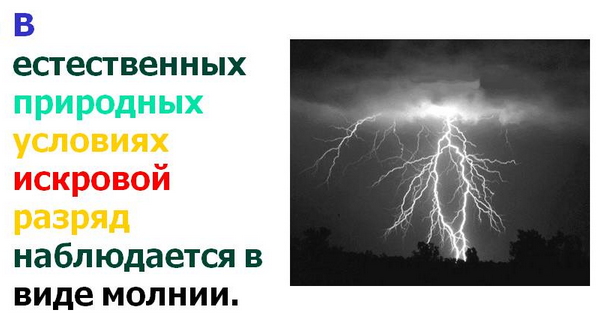 В
естественных
природных
условиях
искровой
разряд
наблюдается в
виде молнии.